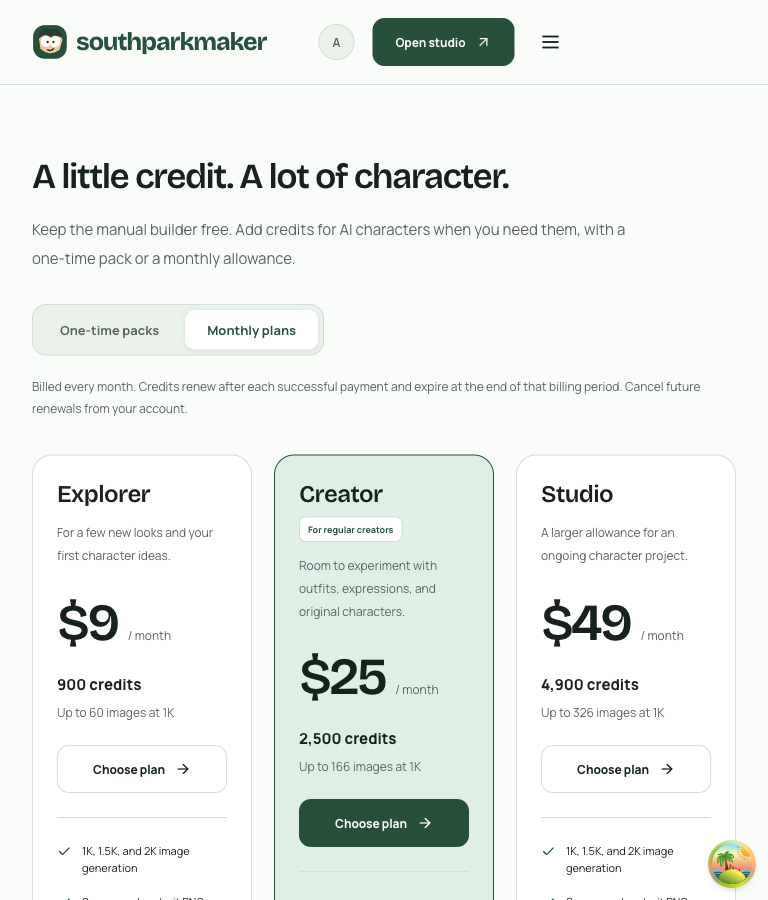 southparkmaker
A
Open studio
A little credit. A lot of character.
Keep the manual builder free. Add credits for AI characters when you need them, with a
one-time pack or a monthly allowance.
One-time packs
Monthly plans
Billed every month. Credits renew after each successful payment and expire at the end of that billing period. Cancel future
renewals from your account.
Explorer
For a few new looks and your
first character ideas.
$9 / month
900 credits
Up to 60 images at 1K
Choose plan
1K, 1.5K, and 2K image
generation
Creator
For regular creators
Room to experiment with
outfits, expressions, and
original characters.
$25 / month
2,500 credits
Up to 166 images at 1K
Choose plan
Studio
A larger allowance for an
ongoing character project.
$49 / month
4,900 credits
Up to 326 images at 1K
Choose plan
1K, 1.5K, and 2K image
generation